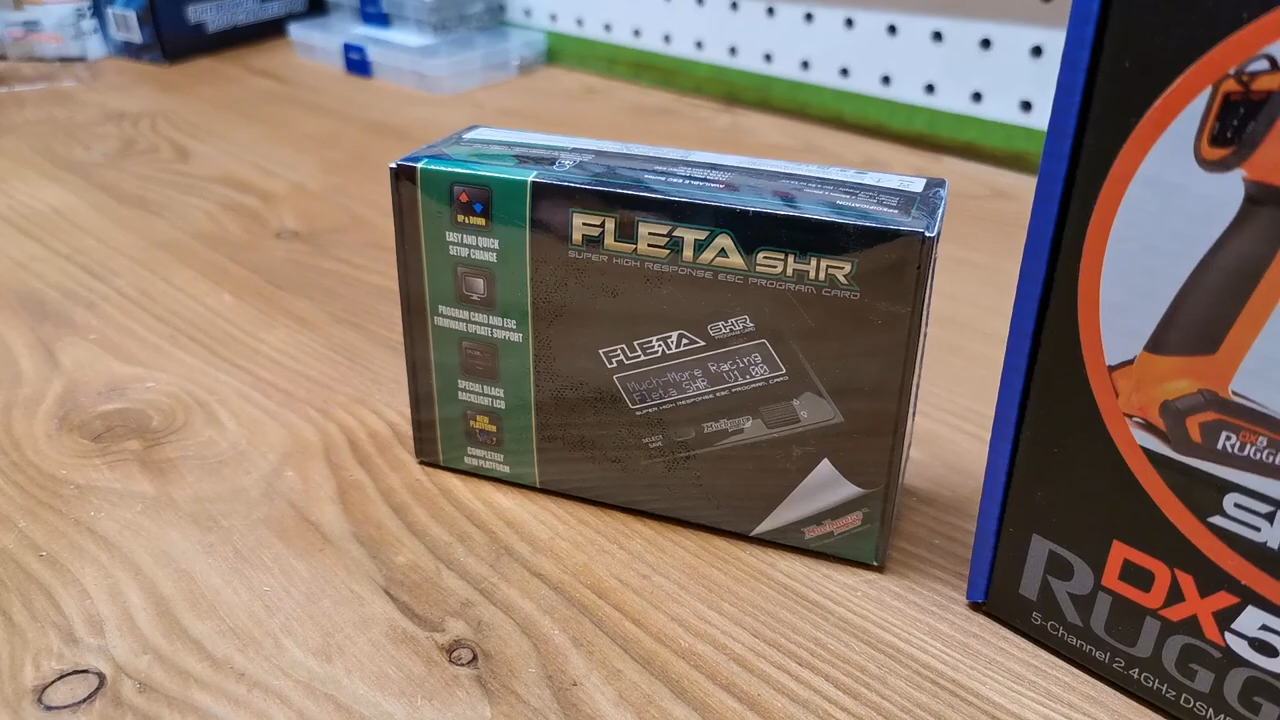 UP & DOWN
EASY AND QUICK
SETUP CHANGE
PROGRAM CARD AND ESC
FIRMWARE UPDATE SUPPORT
SPECIAL BLACK
BACKLIGHT LCD
NEW
PLATFORM
COMPLETELY
NEW PLATFORM
SPECIFICATION
FLETA SHR
SUPER HIGH RESPONSE ESC PROGRAM CARD
FLETA SHR
PROGRAM CARD
Much-More Racing
Fleta SHR V1.00
SUPER HIGH RESPONSE ESC PROGRAM CARD
SELECT
SAVE
Muchmore
Muchmore
DX5
RUGG
DX5
RUGG
5-Channel 2.4GHz DSM